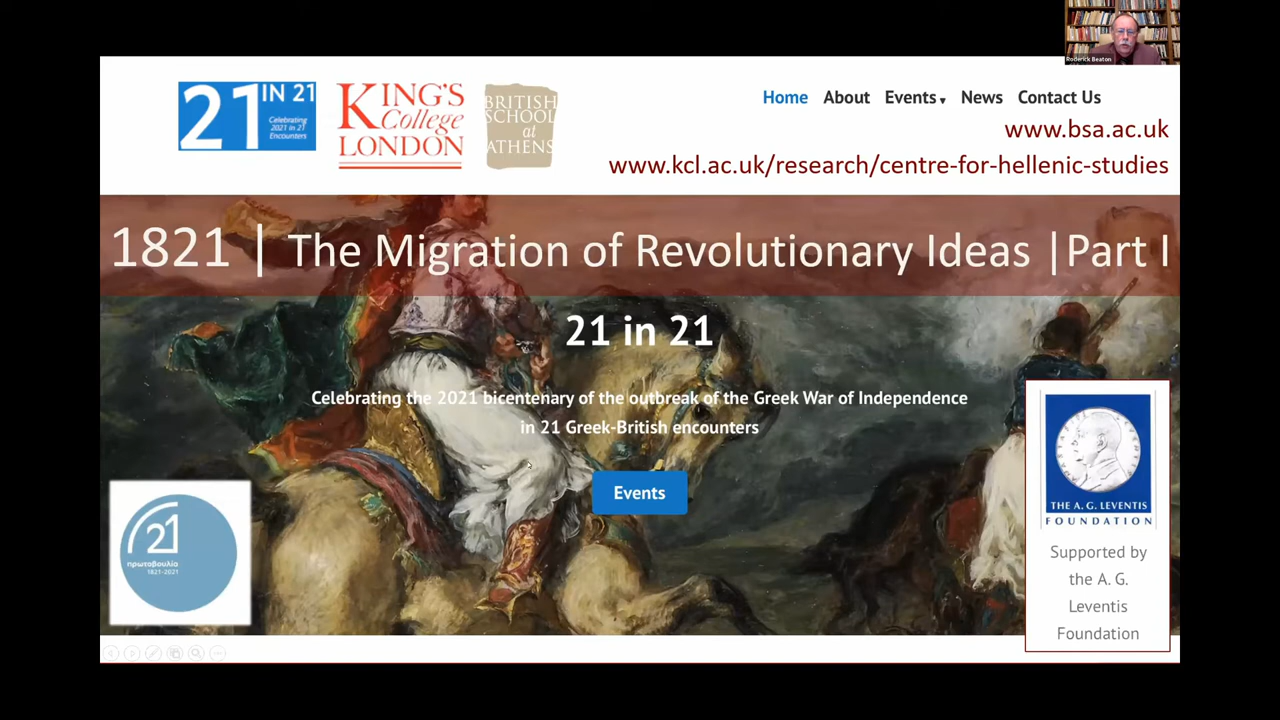 Roderick Beaton
21 IN 21
Celebrating
2021 in 21
Encounters
KING'S
College
LONDON
BRITISH
SCHOOL
at
ATHENS
Home About Events▾ News Contact Us
www.bsa.ac.uk
www.kcl.ac.uk/research/centre-for-hellenic-studies
1821 | The Migration of Revolutionary Ideas |Part I
21 in 21
Celebrating the 2021 bicentenary of the outbreak of the Greek War of Independence
in 21 Greek-British encounters
Events
21
πρωτοβουλία
1821-2021
THE A. G. LEVENTIS
FOUNDATION
Supported by
the A. G.
Leventis
Foundation